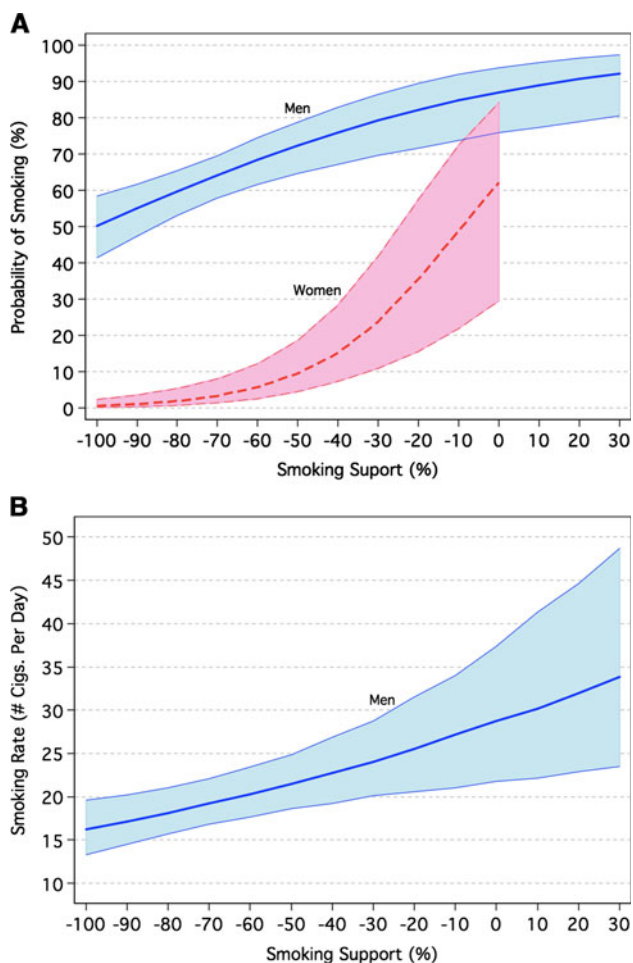 A
100
90
80
70
60
50
40
30
20
10
0
Probability of Smoking (%)
Men
Women
-100 -90 -80 -70 -60 -50 -40 -30 -20 -10 0 10 20 30
Smoking Suport (%)
B
50
45
40
35
30
25
20
15
10
Smoking Rate (# Cigs. Per Day)
Men
-100 -90 -80 -70 -60 -50 -40 -30 -20 -10 0 10 20 30
Smoking Support (%)